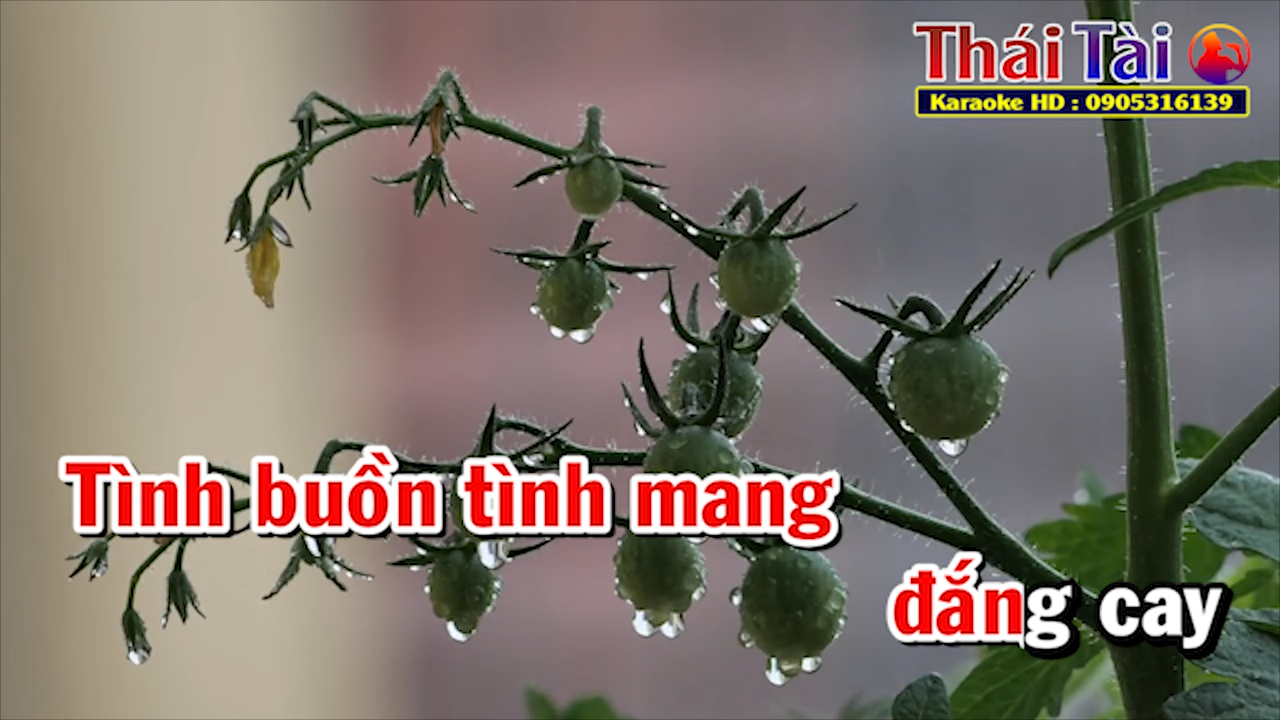 Thái Tài
Karaoke HD : 0905316139
Tình buồn tình mang
đắng cay